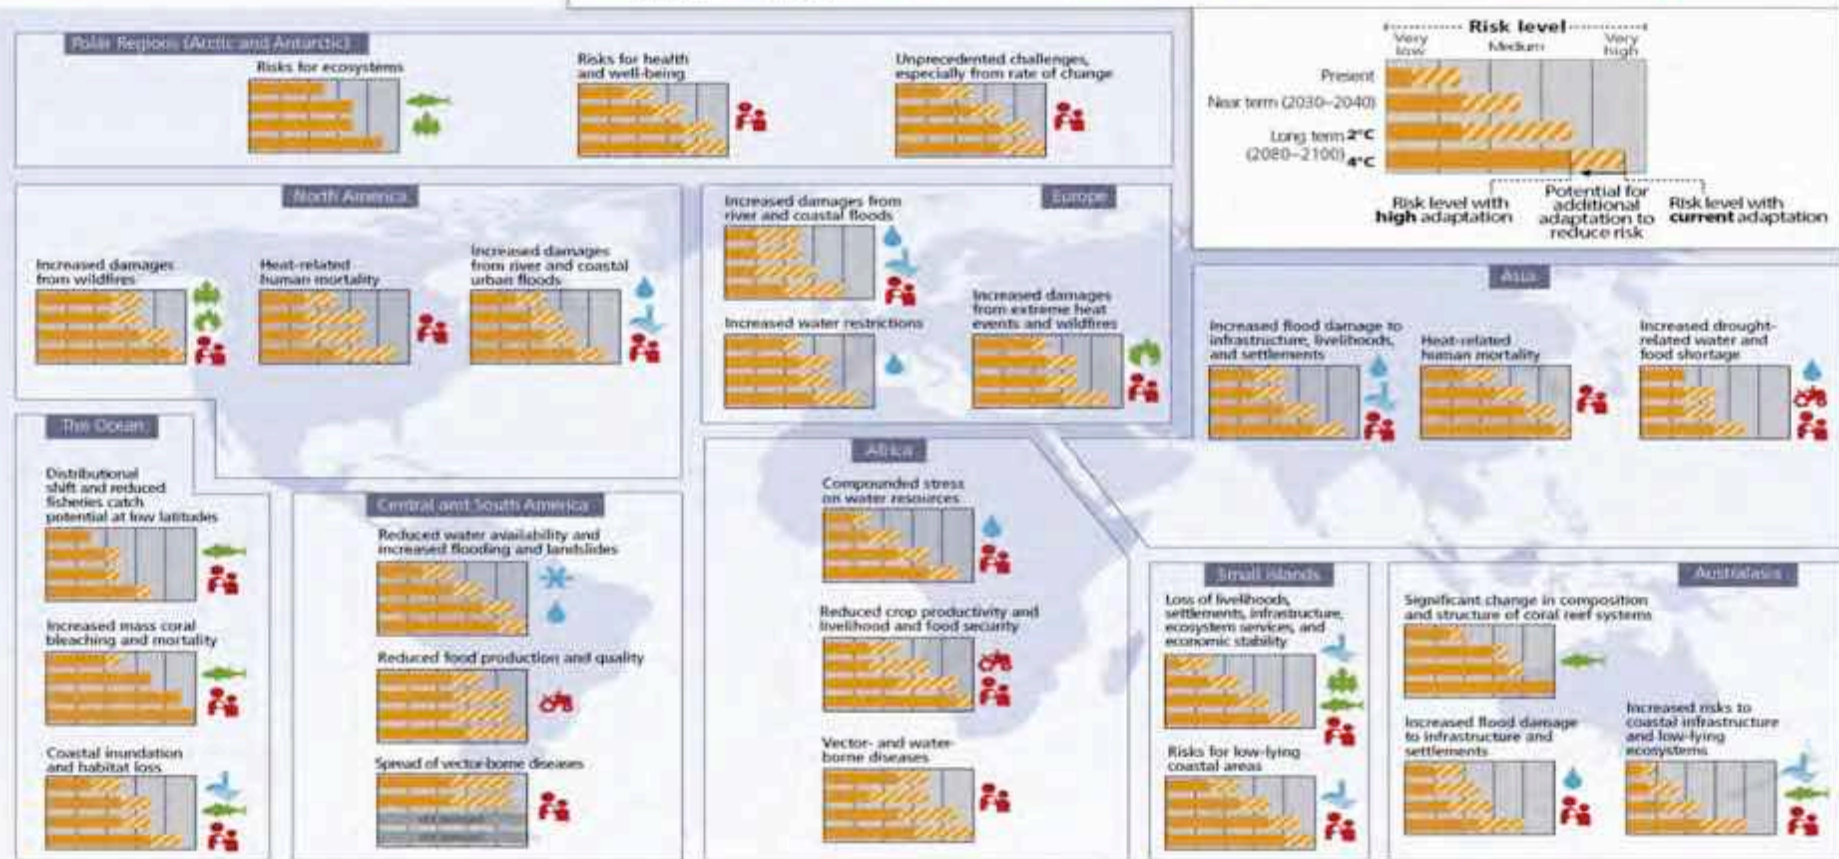 Polar Regions (Arctic and Antarctic)
Risks for ecosystems
Risks for health
and well-being
Unprecedented challenges,
especially from rate of change
Risk level
Very
low
Medium
Very
high
Present
Near term (2030–2040)
Long term 2°C
(2080–2100) 4°C
Risk level with
high adaptation
Potential for
additional
adaptation to
reduce risk
Risk level with
current adaptation
North America
Increased damages
from wildfires
Heat-related
human mortality
Increased damages
from river and coastal
urban floods
Europe
Increased damages from
river and coastal floods
Increased water restrictions
Increased damages
from extreme heat
events and wildfires
Asia
Increased flood damage to
infrastructure, livelihoods,
and settlements
Heat-related
human mortality
Increased drought-
related water and
food shortage
The Ocean
Distributional
shift and reduced
fisheries catch
potential at low latitudes
Increased mass coral
bleaching and mortality
Coastal inundation
and habitat loss
Central and South America
Reduced water availability and
increased flooding and landslides
Reduced food production and quality
Spread of vector-borne diseases
Africa
Compounded stress
on water resources
Reduced crop productivity and
livelihood and food security
Vector- and water-
borne diseases
Small islands
Loss of livelihoods,
settlements, infrastructure,
ecosystem services, and
economic stability
Risks for low-lying
coastal areas
Australasia
Significant change in composition
and structure of coral reef systems
Increased flood damage
to infrastructure and
settlements
Increased risks to
coastal infrastructure
and low-lying
ecosystems